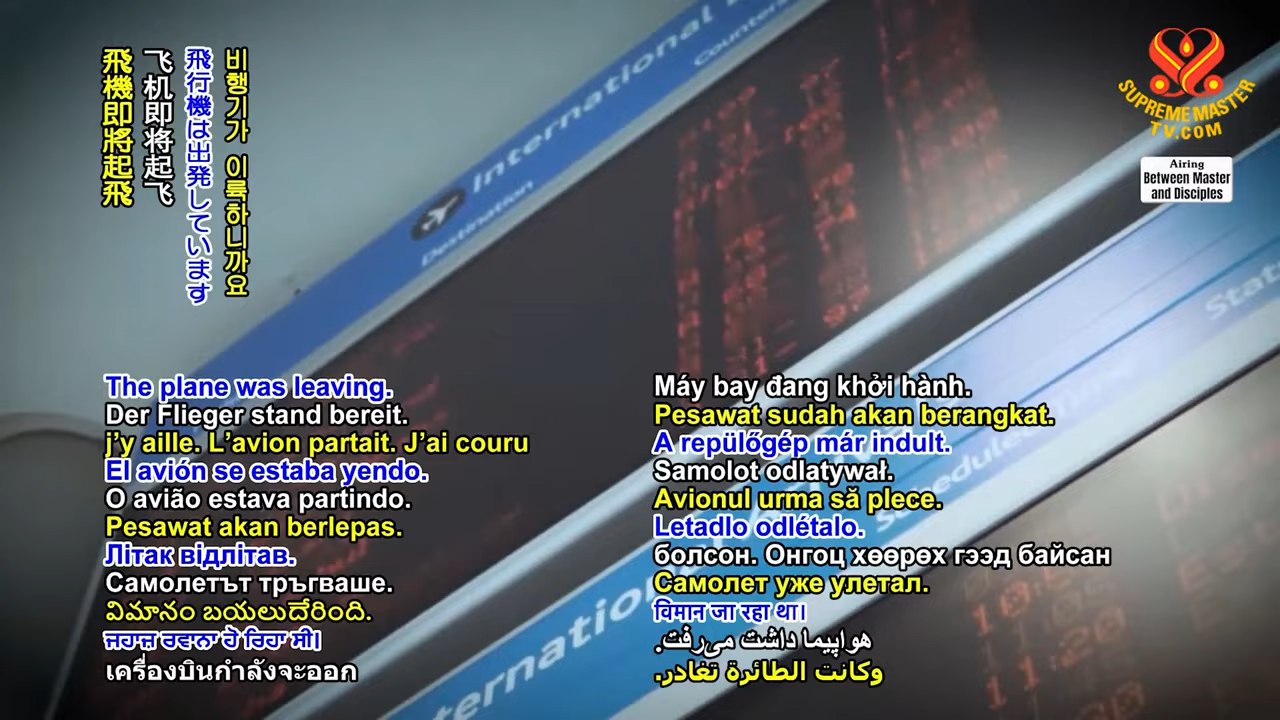 비행기가 이륙하니까요
飛行機は出発しています
飞机即将起飞
飛機即將起飛
The plane was leaving.
Der Flieger stand bereit.
j’y aille. L’avion partait. J’ai couru
El avión se estaba yendo.
O avião estava partindo.
Pesawat akan berlepas.
Літак відлітав.
Самолетът тръгваше.
విమానం బయలుదేరింది.
ਜਹਾਜ਼ ਰਵਾਨਾ ਹੋ ਰਿਹਾ ਸੀ।
เครื่องบินกำลังจะออก
Máy bay đang khởi hành.
Pesawat sudah akan berangkat.
A repülőgép már indult.
Samolot odlatywał.
Avionul urma să plece.
Letadlo odlétalo.
болсон. Онгоц хөөрөх гээд байсан
Самолет уже улетал.
विमान जा रहा था।
هواپیما داشت می‌رفت.
وكانت الطائرة تغادر.
SUPREME MASTER
TV.COM
Airing
Between Master
and Disciples
International
Counters
Destination
Scheduled
ternational
10:
11:20